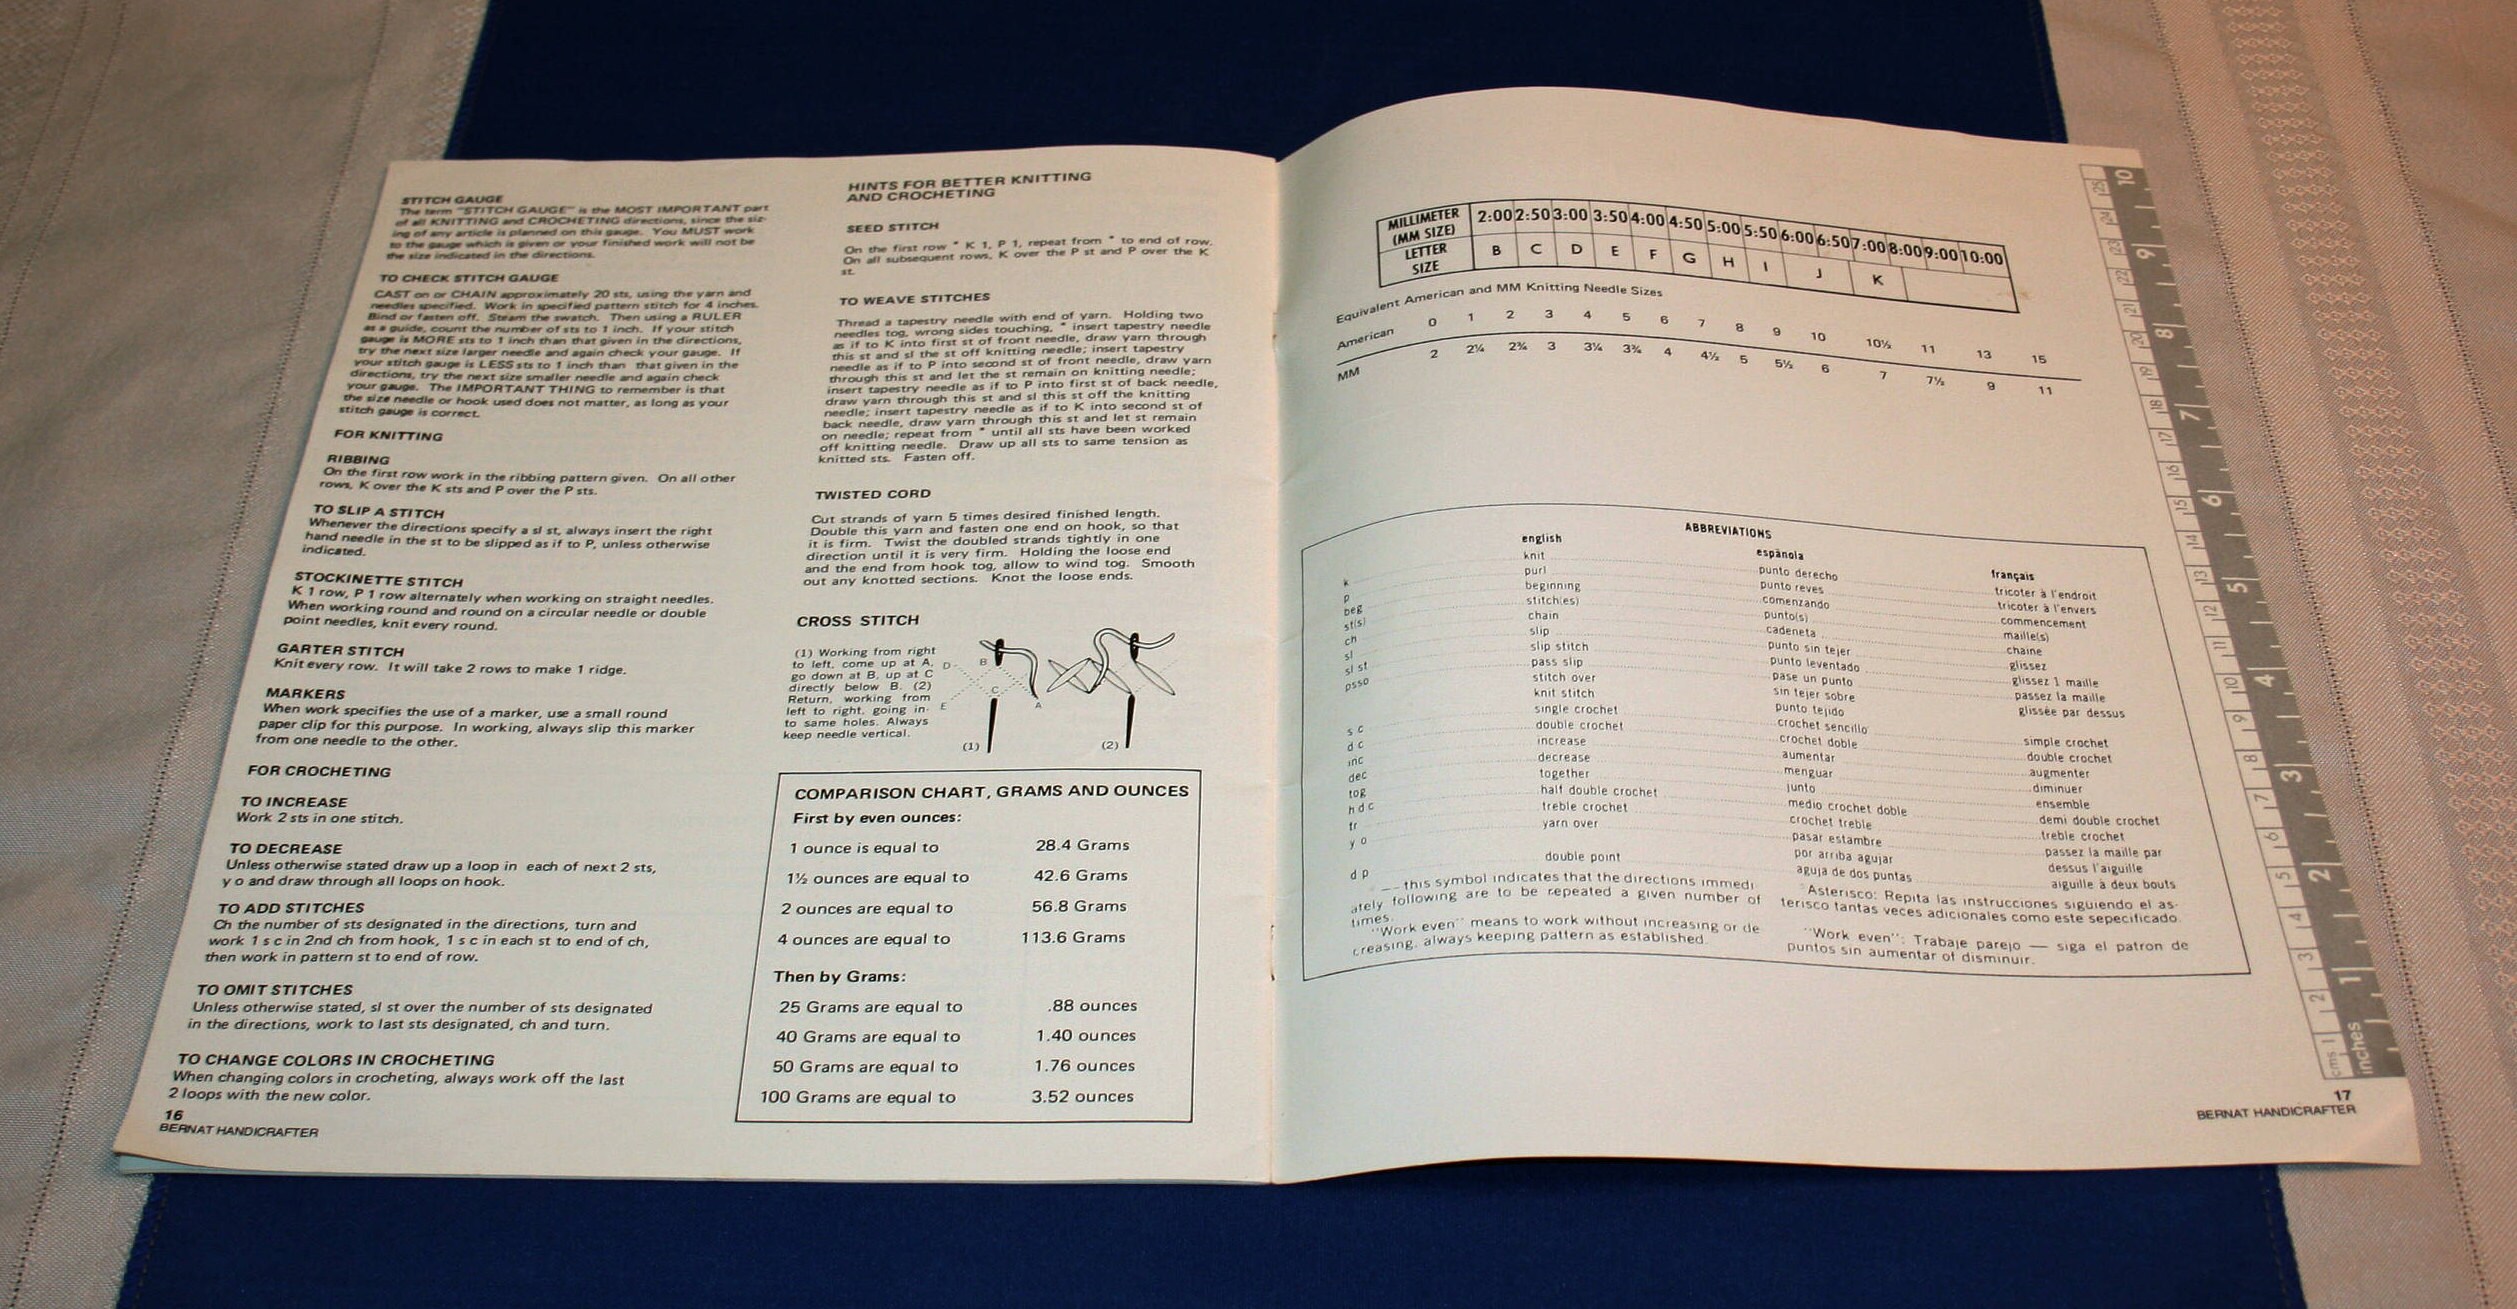 STITCH GAUGE
The term "STITCH GAUGE" is the MOST IMPORTANT part
of all KNITTING and CROCHETING directions, since the siz-
ing of any article is planned on this gauge. You MUST work
to the gauge which is given or your finished work will not be
the size indicated in the directions.
TO CHECK STITCH GAUGE
CAST on or CHAIN approximately 20 sts, using the yarn and
needles specified. Work in specified pattern stitch for 4 inches.
Bind or fasten off. Steam the swatch. Then using a RULER
as a guide, count the number of sts to 1 inch. If your stitch
gauge is MORE sts to 1 inch than that given in the directions,
try the next size larger needle and again check your gauge. If
your stitch gauge is LESS sts to 1 inch than that given in the
directions, try the next size smaller needle and again check
your gauge. The IMPORTANT THING to remember is that
the size needle or hook used does not matter, as long as your
stitch gauge is correct.
FOR KNITTING
RIBBING
On the first row work in the ribbing pattern given. On all other
rows, K over the K sts and P over the P sts.
TO SLIP A STITCH
Whenever the directions specify a sl st, always insert the right
hand needle in the st to be slipped as if to P, unless otherwise
indicated.
STOCKINETTE STITCH
K 1 row, P 1 row alternately when working on straight needles.
When working round and round on a circular needle or double
point needles, knit every round.
GARTER STITCH
Knit every row. It will take 2 rows to make 1 ridge.
MARKERS
When work specifies the use of a marker, use a small round
paper clip for this purpose. In working, always slip this marker
from one needle to the other.
FOR CROCHETING
TO INCREASE
Work 2 sts in one stitch.
TO DECREASE
Unless otherwise stated draw up a loop in each of next 2 sts,
y o and draw through all loops on hook.
TO ADD STITCHES
Ch the number of sts designated in the directions, turn and
work 1 s c in 2nd ch from hook, 1 s c in each st to end of ch,
then work in pattern st to end of row.
TO OMIT STITCHES
Unless otherwise stated, sl st over the number of sts designated
in the directions, work to last sts designated, ch and turn.
TO CHANGE COLORS IN CROCHETING
When changing colors in crocheting, always work off the last
2 loops with the new color.
16
BERNAT HANDICRAFTER
HINTS FOR BETTER KNITTING
AND CROCHETING
SEED STITCH
On the first row * K 1, P 1, repeat from * to end of row.
On all subsequent rows, K over the P st and P over the K
st.
TO WEAVE STITCHES
Thread a tapestry needle with end of yarn. Holding two
needles tog, wrong sides touching, * insert tapestry needle
as if to K into first st of front needle, draw yarn through
this st and sl the st off knitting needle; insert tapestry
needle as if to P into second st of front needle, draw yarn
through this st and let the st remain on knitting needle;
insert tapestry needle as if to P into first st of back needle,
draw yarn through this st and sl this st off the knitting
needle; insert tapestry needle as if to K into second st of
back needle, draw yarn through this st and let st remain
on needle; repeat from * until all sts have been worked
off knitting needle. Draw up all sts to same tension as
knitted sts. Fasten off.
TWISTED CORD
Cut strands of yarn 5 times desired finished length.
Double this yarn and fasten one end on hook, so that
it is firm. Twist the doubled strands tightly in one
direction until it is very firm. Holding the loose end
and the end from hook tog, allow to wind tog. Smooth
out any knotted sections. Knot the loose ends.
CROSS STITCH
(1) Working from right
to left, come up at A,
go down at B, up at C
directly below B. (2)
Return, working from
left to right, going in-
to same holes. Always
keep needle vertical.
D B
C
E A
(1) (2)
COMPARISON CHART, GRAMS AND OUNCES
First by even ounces:
1 ounce is equal to 28.4 Grams
1½ ounces are equal to 42.6 Grams
2 ounces are equal to 56.8 Grams
4 ounces are equal to 113.6 Grams
Then by Grams:
25 Grams are equal to .88 ounces
40 Grams are equal to 1.40 ounces
50 Grams are equal to 1.76 ounces
100 Grams are equal to 3.52 ounces
MILLIMETER (MM SIZE) 2:00 2:50 3:00 3:50 4:00 4:50 5:00 5:50 6:00 6:50 7:00 8:00 9:00 10:00
LETTER SIZE B C D E F G H I J K
Equivalent American and MM Knitting Needle Sizes
American 0 1 2 3 4 5 6 7 8 9 10 10½ 11 13 15
MM 2 2¼ 2¾ 3 3¼ 3¾ 4 4½ 5 5½ 6 7 7½ 9 11
ABBREVIATIONS
english espànola français
k knit punto derecho tricoter à l'endroit
p purl punto reves tricoter à l'envers
beg beginning comenzando commencement
st(s) stitch(es) punto(s) maille(s)
ch chain cadeneta chaine
sl slip punto sin tejer glissez
sl st slip stitch punto leventado glissez 1 maille
psso pass slip pase un punto passez la maille
stitch over sin tejer sobre glissée par dessus
knit stitch punto tejido
s c single crochet crochet sencillo simple crochet
d c double crochet crochet doble double crochet
inc increase aumentar augmenter
dec decrease menguar diminuer
tog together junto ensemble
h d c half double crochet medio crochet doble demi double crochet
tr treble crochet crochet treble treble crochet
y o yarn over pasar estambre passez la maille par
por arriba agujar dessus l'aiguille
d p double point aguja de dos puntas aiguille à deux bouts
— this symbol indicates that the directions immedi
ately following are to be repeated a given number of
times.
"Work even" means to work without increasing or de
creasing, always keeping pattern as established.
Asterisco: Repita las instrucciones siguiendo el as-
terisco tantas veces adicionales como este sepecificado.
"Work even": Trabaje parejo — siga el patron de
puntos sin aumentar of disminuir.
25 24 23 22 21 20 19 18 17 16 15 14 13 12 11 10 9 8 7 6 5 4 3 2 cms 1
10 9 8 7 6 5 4 3 2 1 inches
17
BERNAT HANDICRAFTER